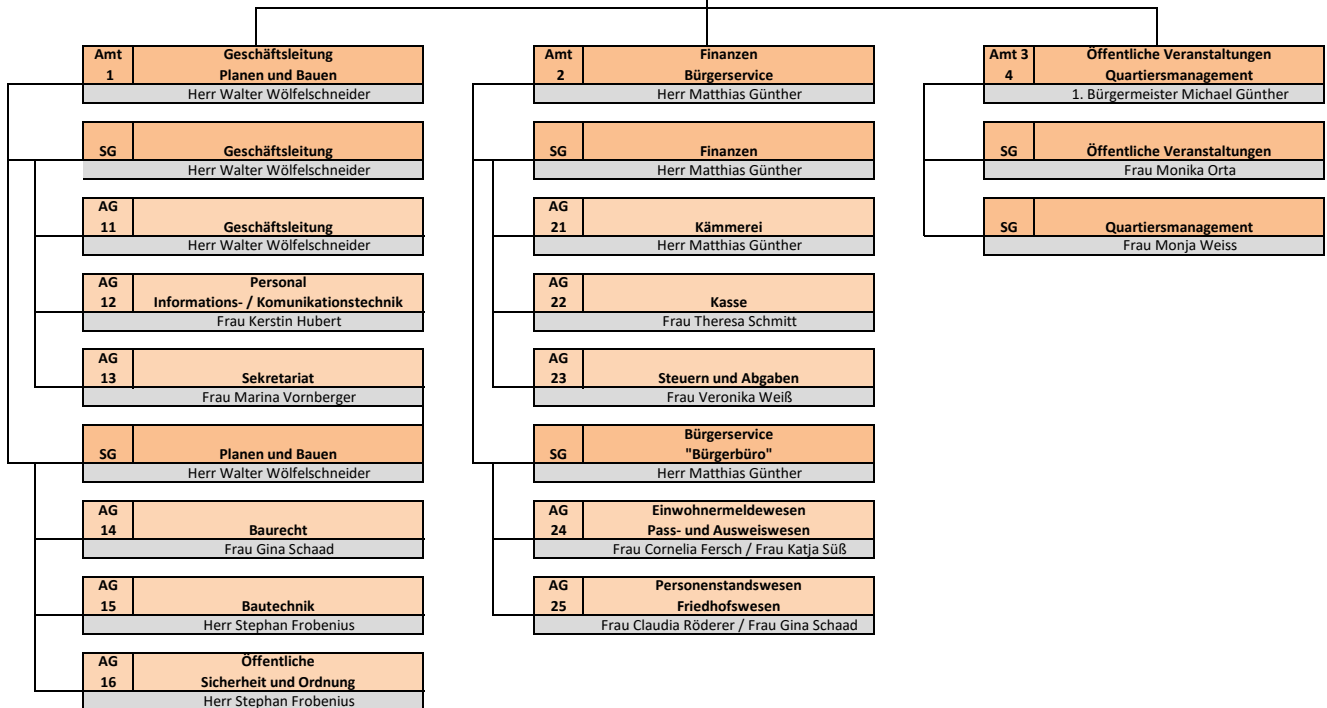 Amt Geschäftsleitung
1 Planen und Bauen
Herr Walter Wölfelschneider
SG Geschäftsleitung
Herr Walter Wölfelschneider
AG
11 Geschäftsleitung
Herr Walter Wölfelschneider
AG Personal
12 Informations- / Komunikationstechnik
Frau Kerstin Hubert
AG
13 Sekretariat
Frau Marina Vornberger
SG Planen und Bauen
Herr Walter Wölfelschneider
AG
14 Baurecht
Frau Gina Schaad
AG
15 Bautechnik
Herr Stephan Frobenius
AG Öffentliche
16 Sicherheit und Ordnung
Herr Stephan Frobenius
Amt Finanzen
2 Bürgerservice
Herr Matthias Günther
SG Finanzen
Herr Matthias Günther
AG
21 Kämmerei
Herr Matthias Günther
AG
22 Kasse
Frau Theresa Schmitt
AG
23 Steuern und Abgaben
Frau Veronika Weiß
Bürgerservice
SG "Bürgerbüro"
Herr Matthias Günther
AG Einwohnermeldewesen
24 Pass- und Ausweiswesen
Frau Cornelia Fersch / Frau Katja Süß
AG Personenstandswesen
25 Friedhofswesen
Frau Claudia Röderer / Frau Gina Schaad
Amt 3 Öffentliche Veranstaltungen
4 Quartiersmanagement
1. Bürgermeister Michael Günther
SG Öffentliche Veranstaltungen
Frau Monika Orta
SG Quartiersmanagement
Frau Monja Weiss